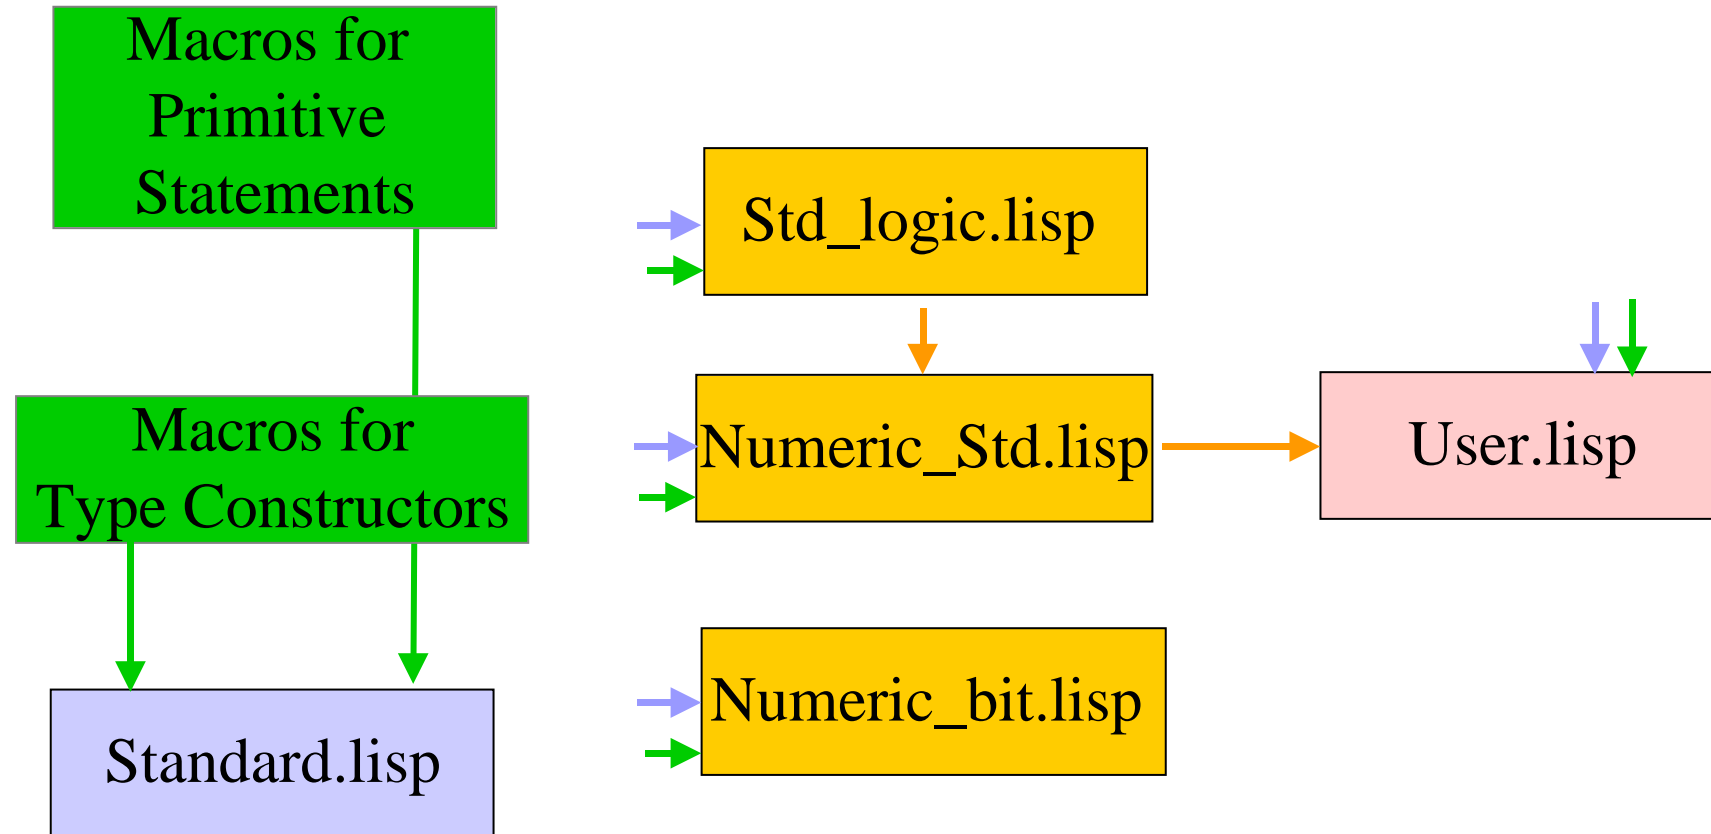 Macros for
Primitive
Statements
Std_logic.lisp
Macros for
Type Constructors
Numeric_Std.lisp
User.lisp
Numeric_bit.lisp
Standard.lisp